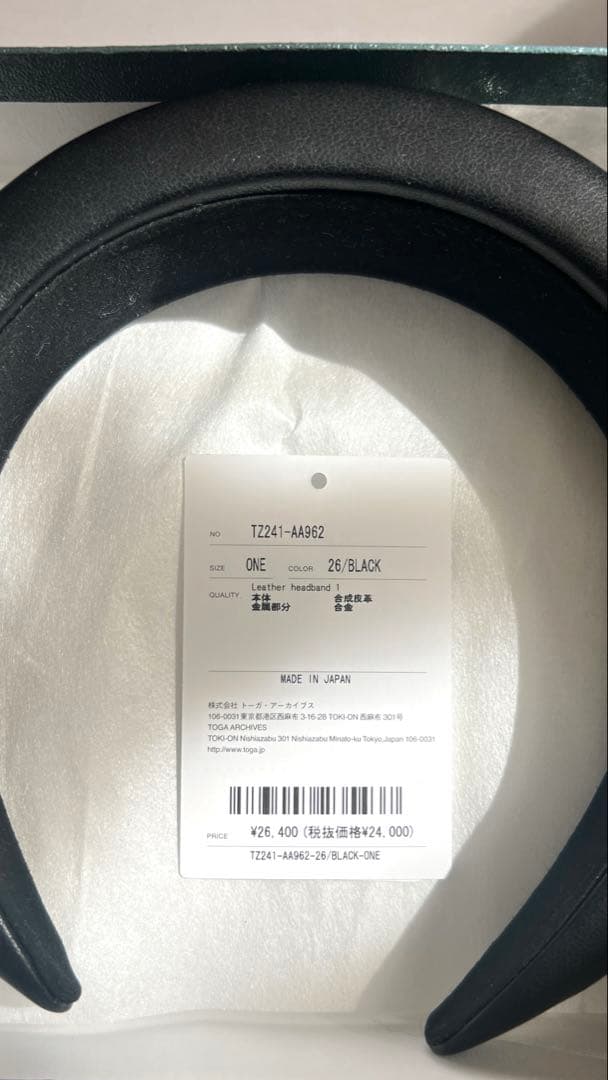 NO TZ241-AA962
SIZE ONE COLOR 26/BLACK
QUALITY. Leather headband 1
本体 合成皮革
金属部分 合金
MADE IN JAPAN
株式会社 トーガ・アーカイブス
106-0031東京都港区西麻布 3-16-28 TOKI-ON 西麻布 301号
TOGA ARCHIVES
TOKI-ON Nishiazabu 301 Nishiazabu Minato-ku Tokyo,Japan 106-0031
http://www.toga.jp
PRICE ¥26,400(税抜価格¥24,000)
TZ241-AA962-26/BLACK-ONE